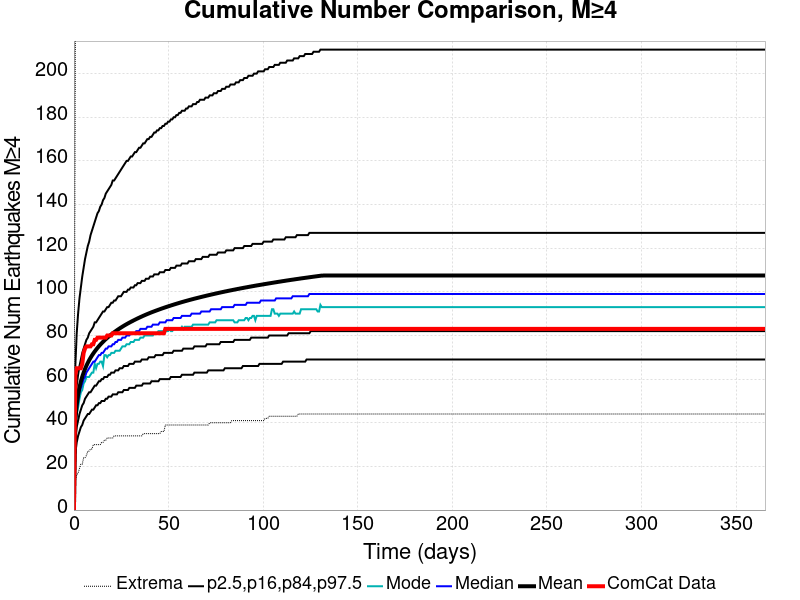 Cumulative Number Comparison, M≥4
Cumulative Num Earthquakes M≥4
200
180
160
140
120
100
80
60
40
20
0
0 50 100 150 200 250 300 350
Time (days)
Extrema p2.5,p16,p84,p97.5 Mode Median Mean ComCat Data